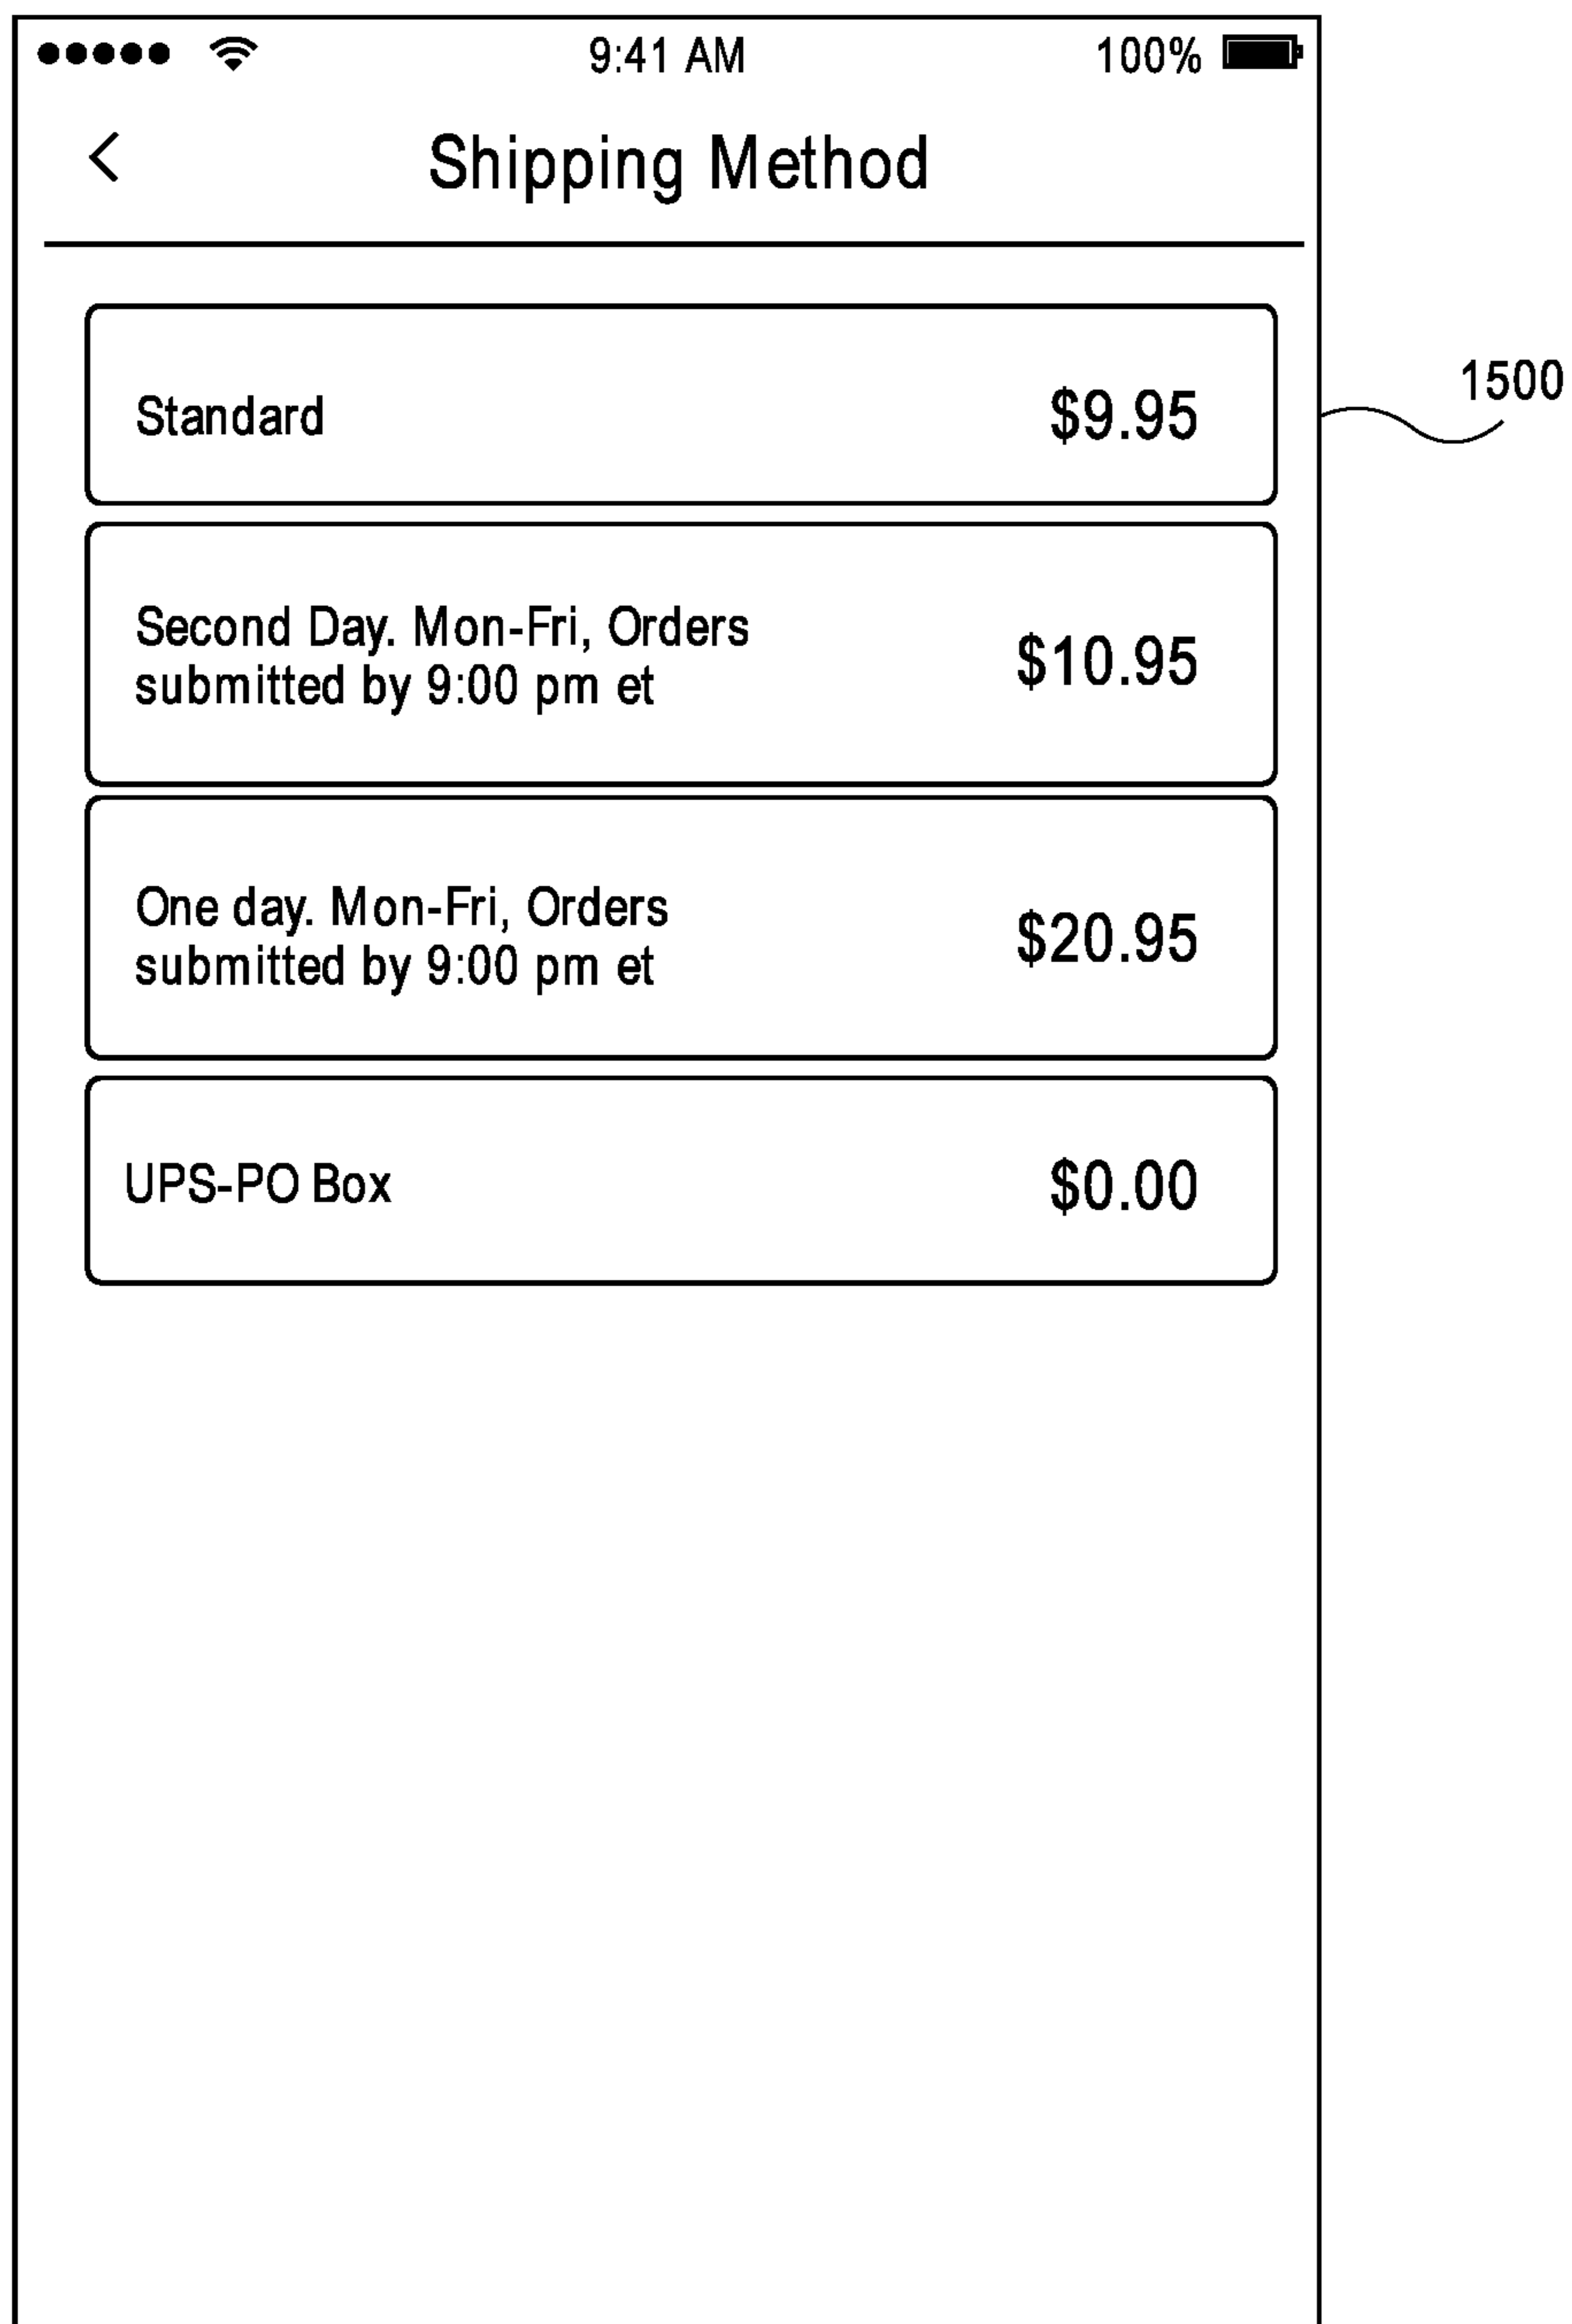 9:41 AM 100%
Shipping Method
Standard $9.95
1500
Second Day. Mon-Fri, Orders
submitted by 9:00 pm et
$10.95
One day. Mon-Fri, Orders
submitted by 9:00 pm et
$20.95
UPS-PO Box $0.00